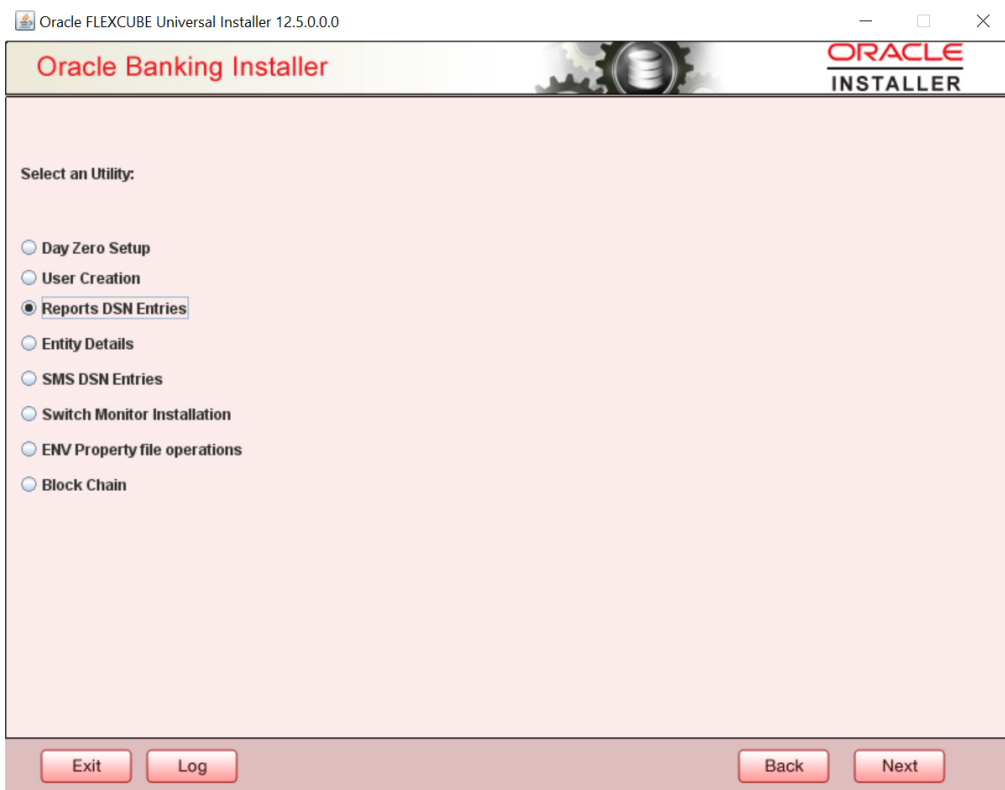 Oracle FLEXCUBE Universal Installer 12.5.0.0.0
Oracle Banking Installer
ORACLE
INSTALLER
Select an Utility:
Day Zero Setup
User Creation
Reports DSN Entries
Entity Details
SMS DSN Entries
Switch Monitor Installation
ENV Property file operations
Block Chain
Exit Log Back Next